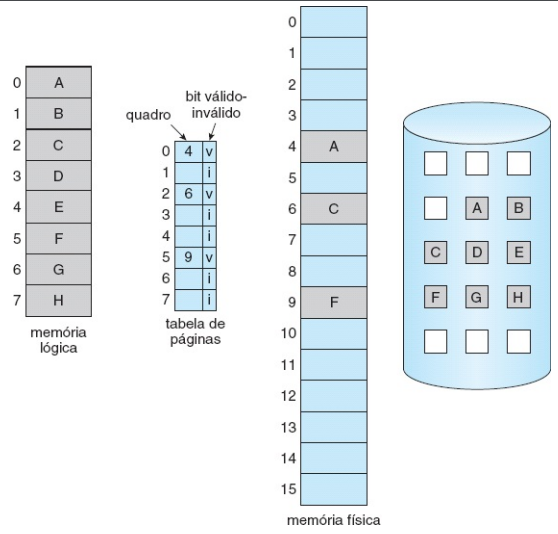 0 A
1 B
2 C
3 D
4 E
5 F
6 G
7 H
memória
lógica
quadro
bit válido-
inválido
0 4 v
1 i
2 6 v
3 i
4 i
5 9 v
6 i
7 i
tabela de
páginas
0
1
2
3
4 A
5
6 C
7
8
9 F
10
11
12
13
14
15
memória física
A B
C D E
F G H